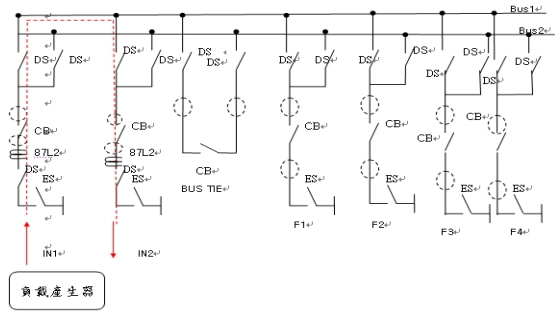 Bus1↵
Bus2↵
DS↵ DS↵ DS↵ DS↵ DS↵ DS↵ DS↵ DS↵ DS↵ DS↵
DS↵ DS↵ DS↵ DS↵
CB↵ CB↵ CB↵ CB↵ CB↵ CB↵
87L2↵ 87L2↵
DS↵ DS↵ CB↵
ES↵ ES↵ BUS TIE↵ ES↵ ES↵ ES↵ ES↵
F1↵ F2↵ F3↵ F4↵
IN1↵ IN2↵
負載產生器